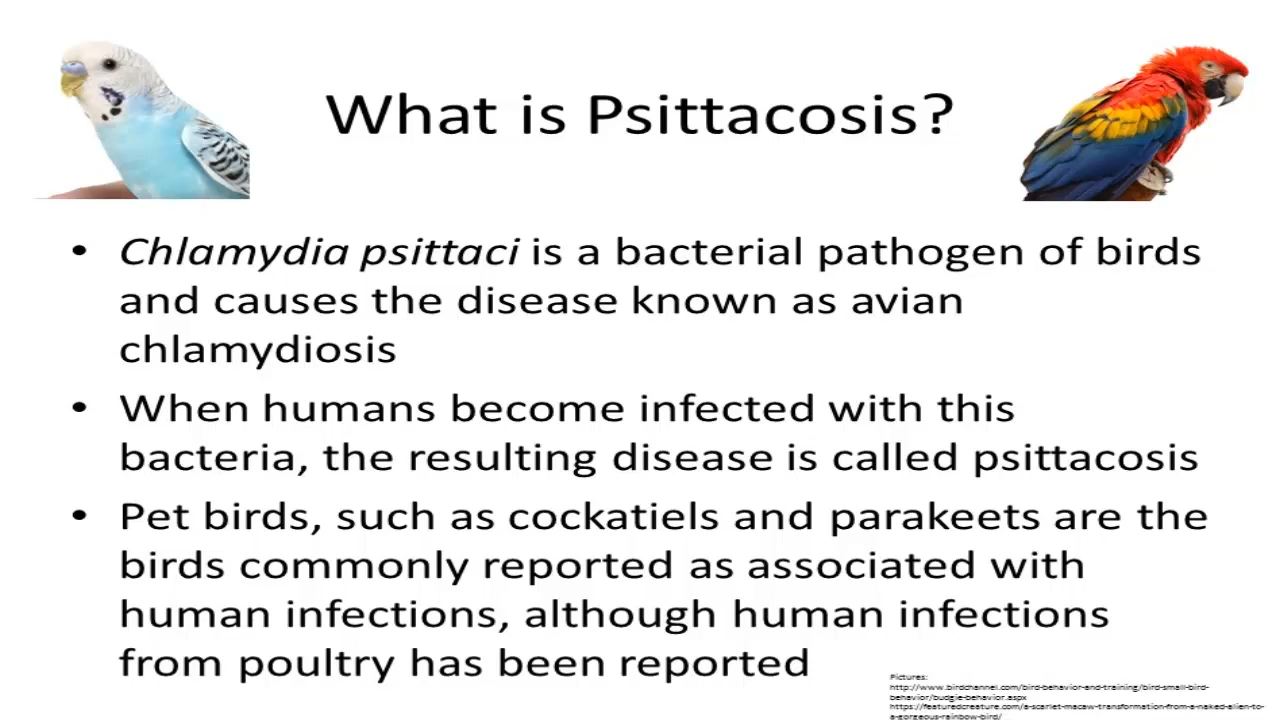 What is Psittacosis?
• Chlamydia psittaci is a bacterial pathogen of birds
and causes the disease known as avian
chlamydiosis
• When humans become infected with this
bacteria, the resulting disease is called psittacosis
• Pet birds, such as cockatiels and parakeets are the
birds commonly reported as associated with
human infections, although human infections
from poultry has been reported
Pictures:
http://www.birdchannel.com/bird-behavior-and-training/bird-small-bird-
behavior/budgie-behavior.aspx
https://featuredcreature.com/a-scarlet-macaw-transformation-from-a-naked-alien-to-
a-gorgeous-rainbow-bird/